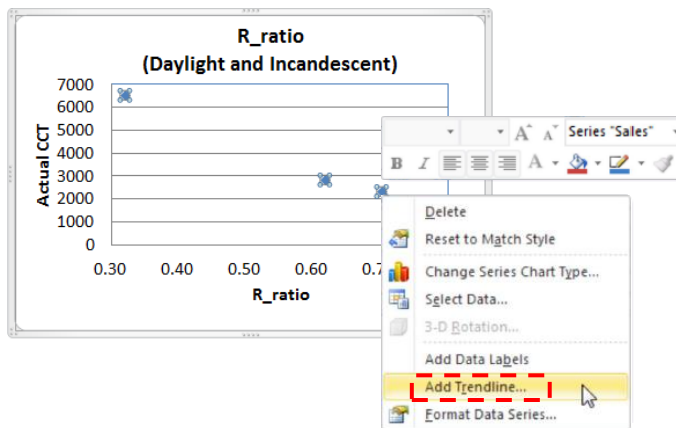 R_ratio
(Daylight and Incandescent)
7000
6000
5000
4000
3000
2000
1000
0
Actual CCT
0.30 0.40 0.50 0.60 0.7
R_ratio
A A Series "Sales"
B I A
Delete
Reset to Match Style
Change Series Chart Type...
Select Data...
3-D Rotation...
Add Data Labels
Add Trendline...
Format Data Series...